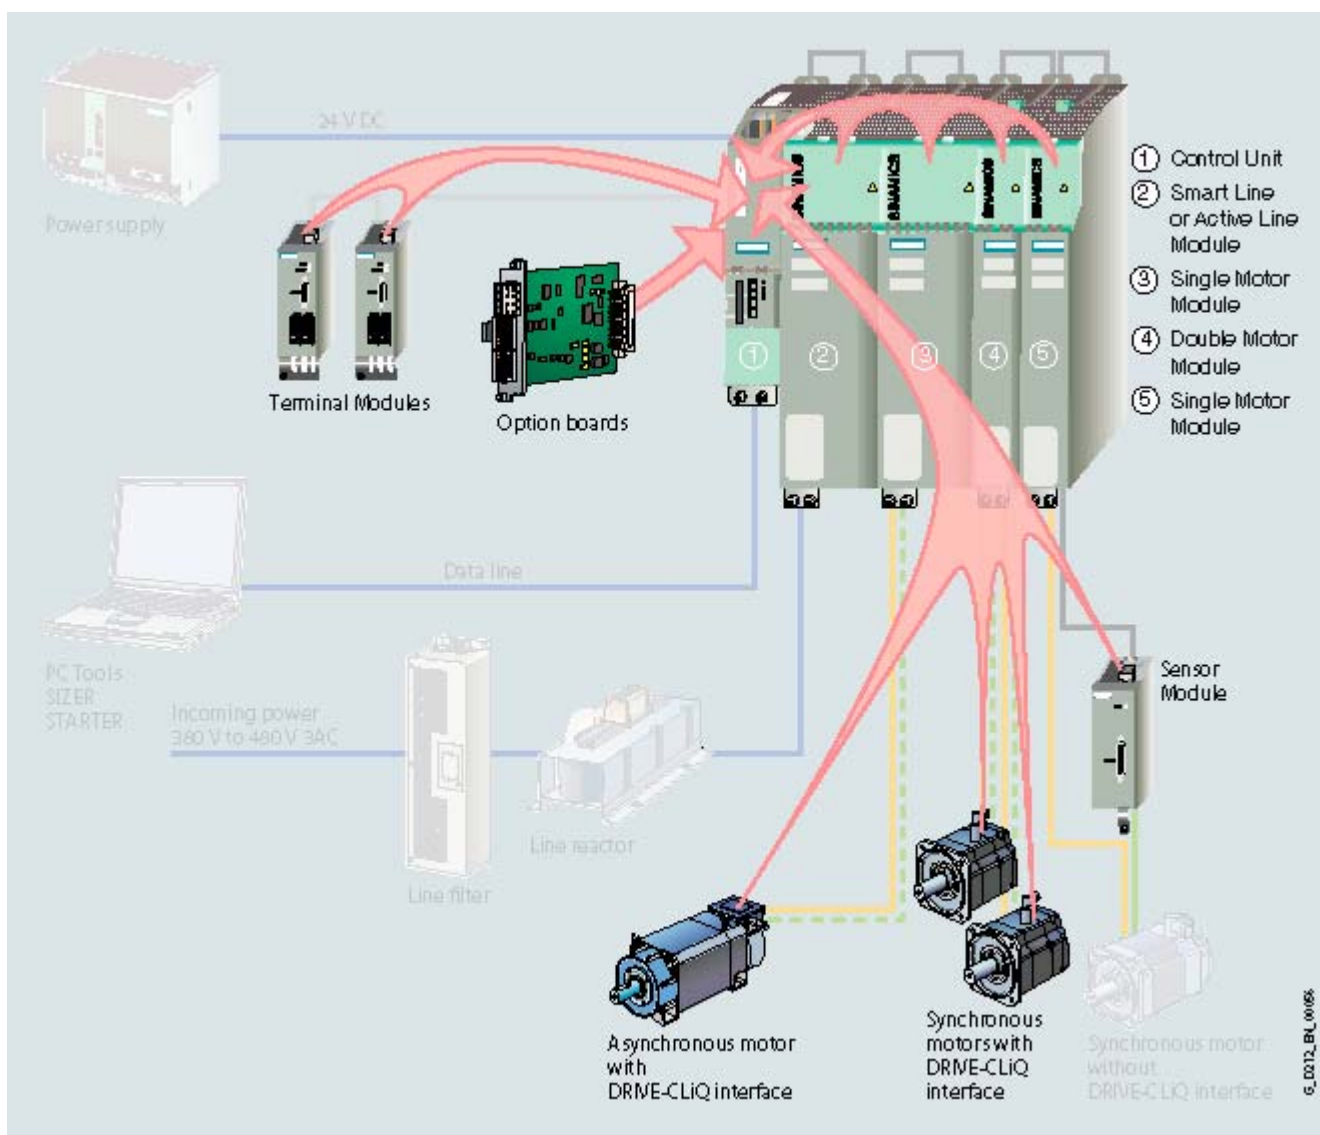 24 V DC
Power supply
SINAMICS
SINAMICS
SINAMICS
1
2
3
4
5
1 Control Unit
2 Smart Line
or Active Line
Module
3 Single Motor
Module
4 Double Motor
Module
5 Single Motor
Module
Terminal Modules
Option boards
Data line
PC Tools
SIZER
STARTER
Incoming power
380 V to 480 V 3AC
Line filter
Line reactor
Sensor
Module
Asynchronous motor
with
DRIVE-CLiQ interface
Synchronous
motors with
DRIVE-CLiQ
interface
Synchronous motor
without
DRIVE-CLiQ interface
G_D212_EN_00056